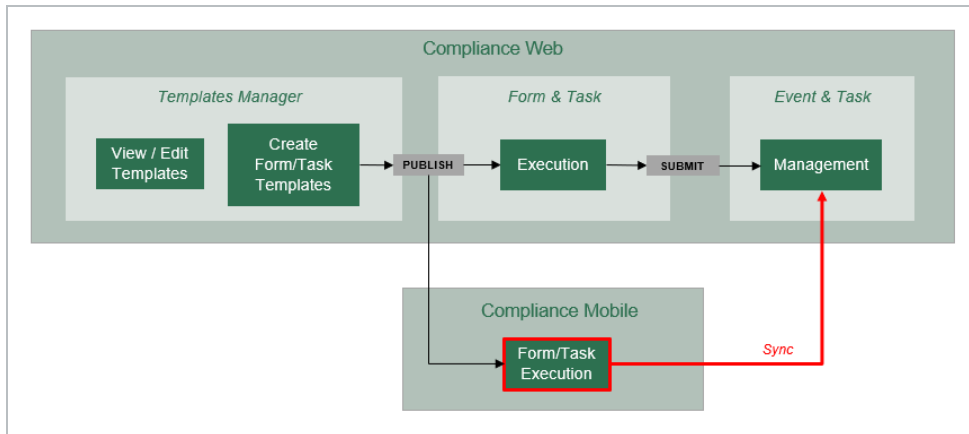 Compliance Web
Templates Manager
Form & Task
Event & Task
View / Edit
Templates
Create
Form/Task
Templates
PUBLISH
Execution
SUBMIT
Management
Compliance Mobile
Form/Task
Execution
Sync